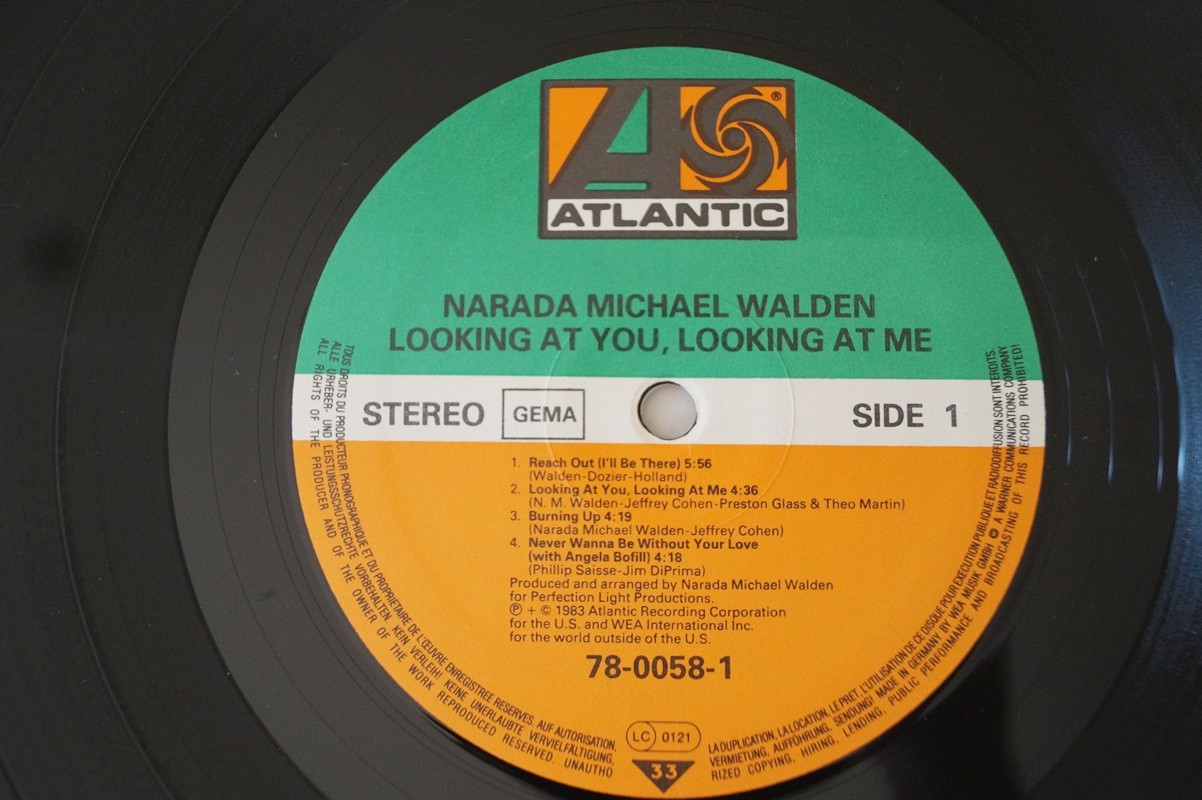 ATLANTIC
®
NARADA MICHAEL WALDEN
LOOKING AT YOU, LOOKING AT ME
STEREO GEMA SIDE 1
1. Reach Out (I'll Be There) 5:56
(Walden-Dozier-Holland)
2. Looking At You, Looking At Me 4:36
(N. M. Walden-Jeffrey Cohen-Preston Glass & Theo Martin)
3. Burning Up 4:19
(Narada Michael Walden-Jeffrey Cohen)
4. Never Wanna Be Without Your Love
(with Angela Bofill) 4:18
(Phillip Saisse-Jim DiPrima)
Produced and arranged by Narada Michael Walden
for Perfection Light Productions.
℗ + © 1983 Atlantic Recording Corporation
for the U.S. and WEA International Inc.
for the world outside of the U.S.
78-0058-1
LC 0121
33
TOUS DROITS DU PRODUCTEUR PHONOGRAPHIQUE ET DU PROPRIETAIRE DE L'ŒUVRE ENREGISTREE RESERVES. AUF AUTORISATION,
LA DUPLICATION, LA LOCATION, LE PRET, L'UTILISATION DE CE DISQUE POUR EXECUTION PUBLIQUE ET RADIODIFFUSION SONT INTERDITS.
ALLE URHEBER- UND LEISTUNGSSCHUTZRECHTE VORBEHALTEN. KEIN VERLEIH! KEINE UNERLAUBTE VERVIELFÄLTIGUNG,
VERMIETUNG, AUFFÜHRUNG, SENDUNG! MADE IN GERMANY BY WEA MUSIK GMBH A WARNER COMMUNICATIONS COMPANY
ALL RIGHTS OF THE PRODUCER AND OF THE OWNER OF THE WORK REPRODUCED RESERVED. UNAUTHO
RIZED COPYING, HIRING, LENDING, PUBLIC PERFORMANCE AND BROADCASTING OF THIS RECORD PROHIBITED!